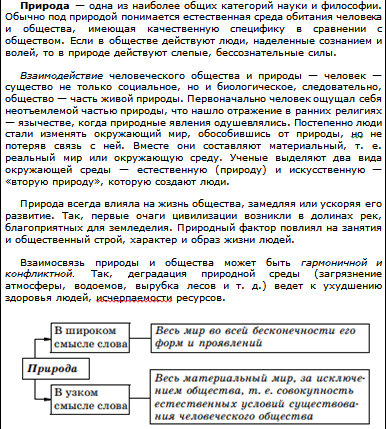 Природа — одна из наиболее общих категорий науки и философии.
Обычно под природой понимается естественная среда обитания человека
и общества, имеющая качественную специфику в сравнении с
обществом. Если в обществе действуют люди, наделенные сознанием и
волей, то в природе действуют слепые, бессознательные силы.
Взаимодействие человеческого общества и природы — человек —
существо не только социальное, но и биологическое, следовательно,
общество — часть живой природы. Первоначально человек ощущал себя
неотъемлемой частью природы, что нашло отражение в ранних религиях
— язычестве, когда природные явления одушевлялись. Постепенно люди
стали изменять окружающий мир, обособившись от природы, но не
потеряв связь с ней. Вместе они составляют материальный, т. е.
реальный мир или окружающую среду. Ученые выделяют два вида
окружающей среды — естественную (природу) и искусственную —
«вторую природу», которую создают люди.
Природа всегда влияла на жизнь общества, замедляя или ускоряя его
развитие. Так, первые очаги цивилизации возникли в долинах рек,
благоприятных для земледелия. Природный фактор повлиял на занятия
и общественный строй, характер и образ жизни людей.
Взаимосвязь природы и общества может быть гармоничной и
конфликтной. Так, деградация природной среды (загрязнение
атмосферы, водоемов, вырубка лесов и т. д.) ведет к ухудшению
здоровья людей, исчерпаемости ресурсов.
Природа
В широком
смысле слова
Весь мир во всей бесконечности его
форм и проявлений
В узком
смысле слова
Весь материальный мир, за исключе-
нием общества, т. е. совокупность
естественных условий существова-
ния человеческого общества